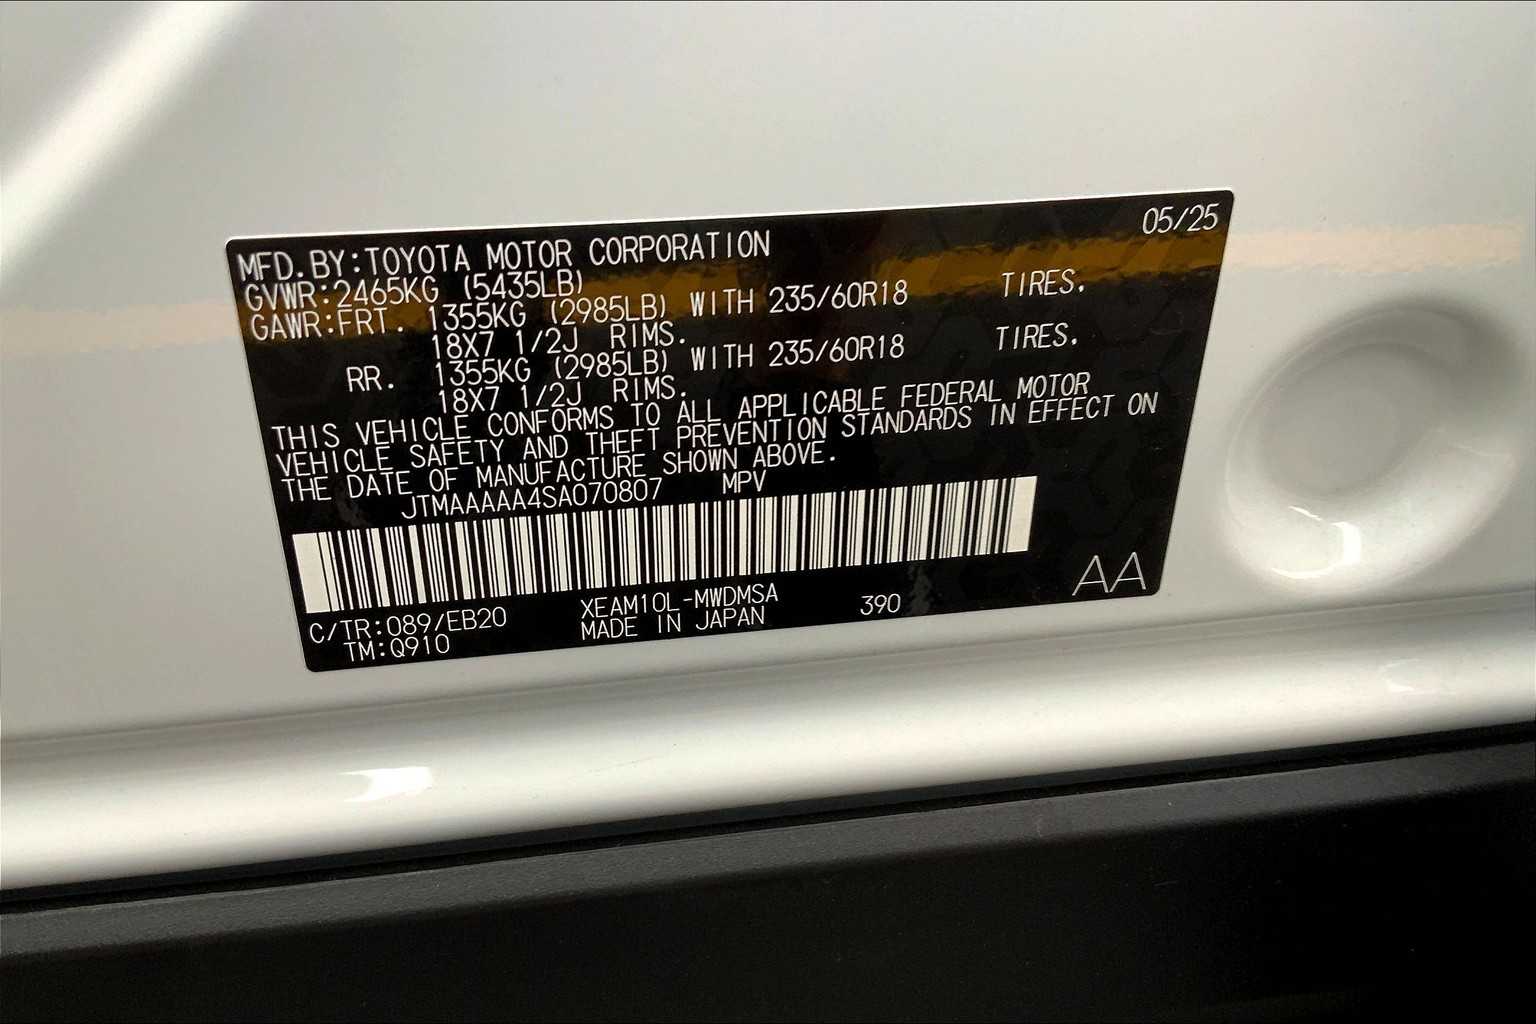 05/25
MFD.BY:TOYOTA MOTOR CORPORATION
GVWR:2465KG (5435LB)
GAWR:FRT. 1355KG (2985LB) WITH 235/60R18 TIRES.
18X7 1/2J RIMS.
RR. 1355KG (2985LB) WITH 235/60R18 TIRES.
18X7 1/2J RIMS.
THIS VEHICLE CONFORMS TO ALL APPLICABLE FEDERAL MOTOR
VEHICLE SAFETY AND THEFT PREVENTION STANDARDS IN EFFECT ON
THE DATE OF MANUFACTURE SHOWN ABOVE.
JTMAAAAA4SA070807 MPV
C/TR:089/EB20 XEAM10L-MWDMSA 390 AA
TM:Q910 MADE IN JAPAN